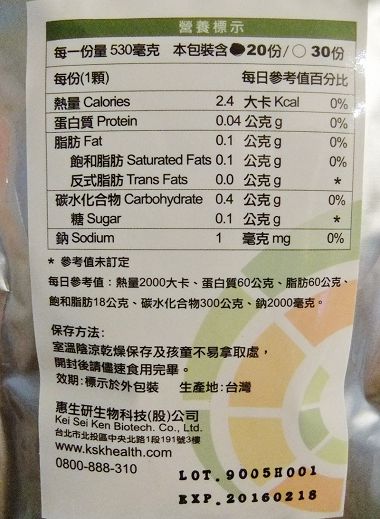 營養標示
每一份量 530毫克 本包裝含●20份/○ 30份
每份(1顆) 每日參考值百分比
熱量 Calories 2.4 大卡 Kcal 0%
蛋白質 Protein 0.04 公克 g 0%
脂肪 Fat 0.1 公克 g 0%
飽和脂肪 Saturated Fats 0.1 公克 g 0%
反式脂肪 Trans Fats 0.0 公克 g *
碳水化合物 Carbohydrate 0.4 公克 g 0%
糖 Sugar 0.1 公克 g *
鈉 Sodium 1 毫克 mg 0%
* 參考值未訂定
每日參考值：熱量2000大卡、蛋白質60公克、脂肪60公克、
飽和脂肪18公克、碳水化合物300公克、鈉2000毫克。
保存方法:
室溫陰涼乾燥保存及孩童不易拿取處，
開封後請儘速食用完畢。
效期:標示於外包裝 生產地:台灣
惠生研生物科技(股)公司
Kei Sei Ken Biotech. Co., Ltd.
台北市北投區中央北路1段191號3樓
www.kskhealth.com
0800-888-310
LOT.9005H001
EXP.20160218